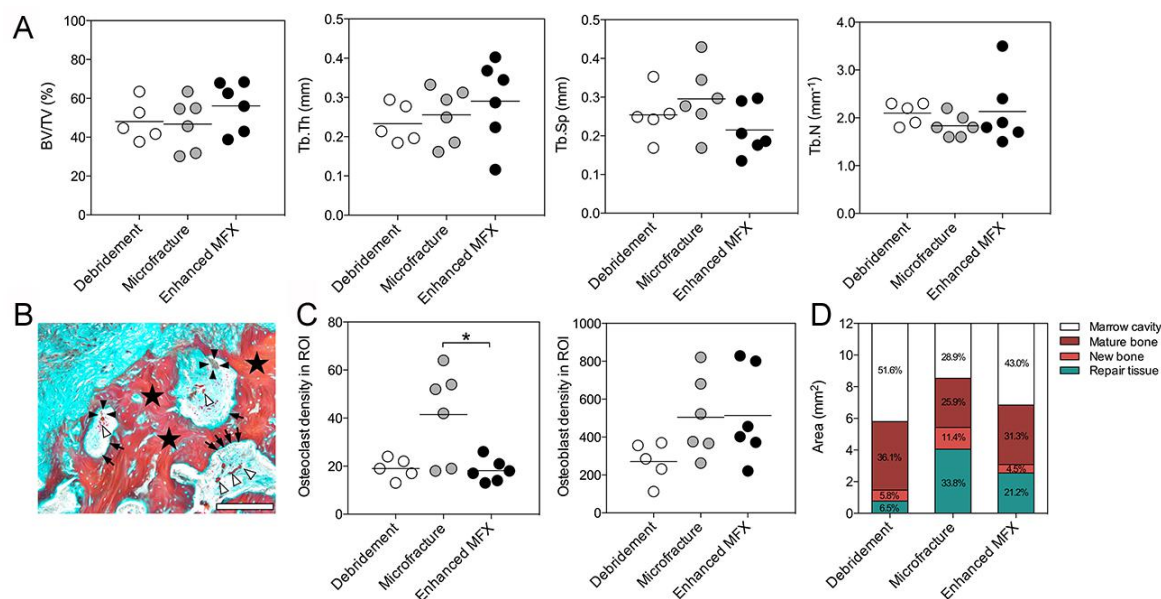 A
BV/TV (%)
100
80
60
40
20
0
Debridement
Microfracture
Enhanced MFX
Tb.Th (mm)
0.5
0.4
0.3
0.2
0.1
0.0
Debridement
Microfracture
Enhanced MFX
Tb.Sp (mm)
0.5
0.4
0.3
0.2
0.1
0.0
Debridement
Microfracture
Enhanced MFX
Tb.N (mm-1)
4.0
3.0
2.0
1.0
0.0
Debridement
Microfracture
Enhanced MFX
B
C
Osteoclast density in ROI
80
60
40
20
0
*
Debridement
Microfracture
Enhanced MFX
Osteoblast density in ROI
1000
800
600
400
200
0
Debridement
Microfracture
Enhanced MFX
D
Area (mm²)
12
10
8
6
4
2
0
51.6%
36.1%
5.8%
6.5%
28.9%
25.9%
11.4%
33.8%
43.0%
31.3%
4.5%
21.2%
Debridement
Microfracture
Enhanced MFX
Marrow cavity
Mature bone
New bone
Repair tissue